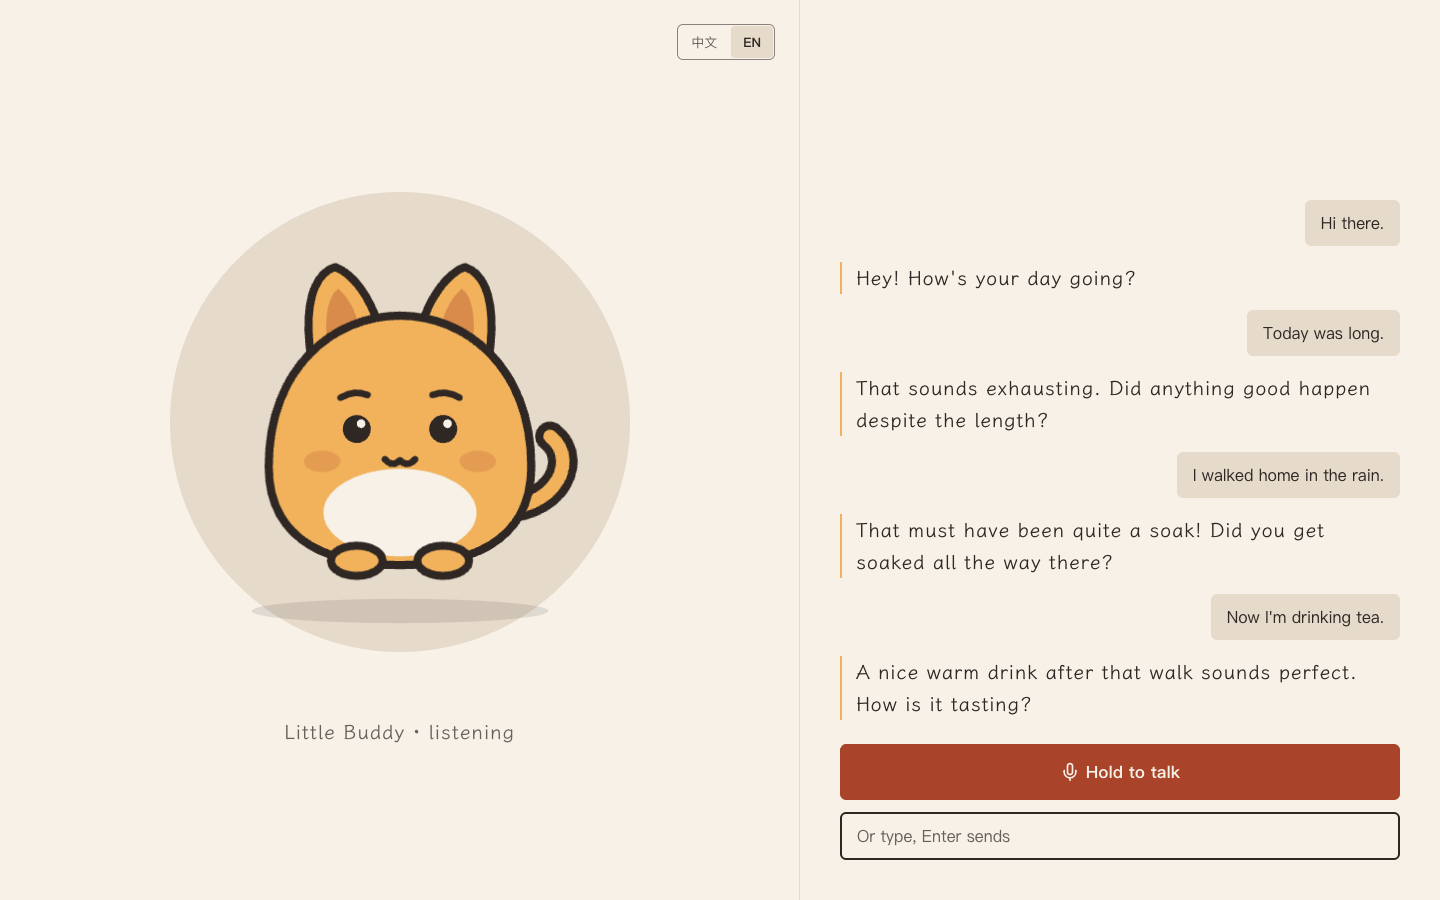 中文 EN
Hi there.
Hey! How's your day going?
Today was long.
That sounds exhausting. Did anything good happen
despite the length?
I walked home in the rain.
That must have been quite a soak! Did you get
soaked all the way there?
Now I'm drinking tea.
A nice warm drink after that walk sounds perfect.
How is it tasting?
Little Buddy • listening
Hold to talk
Or type, Enter sends